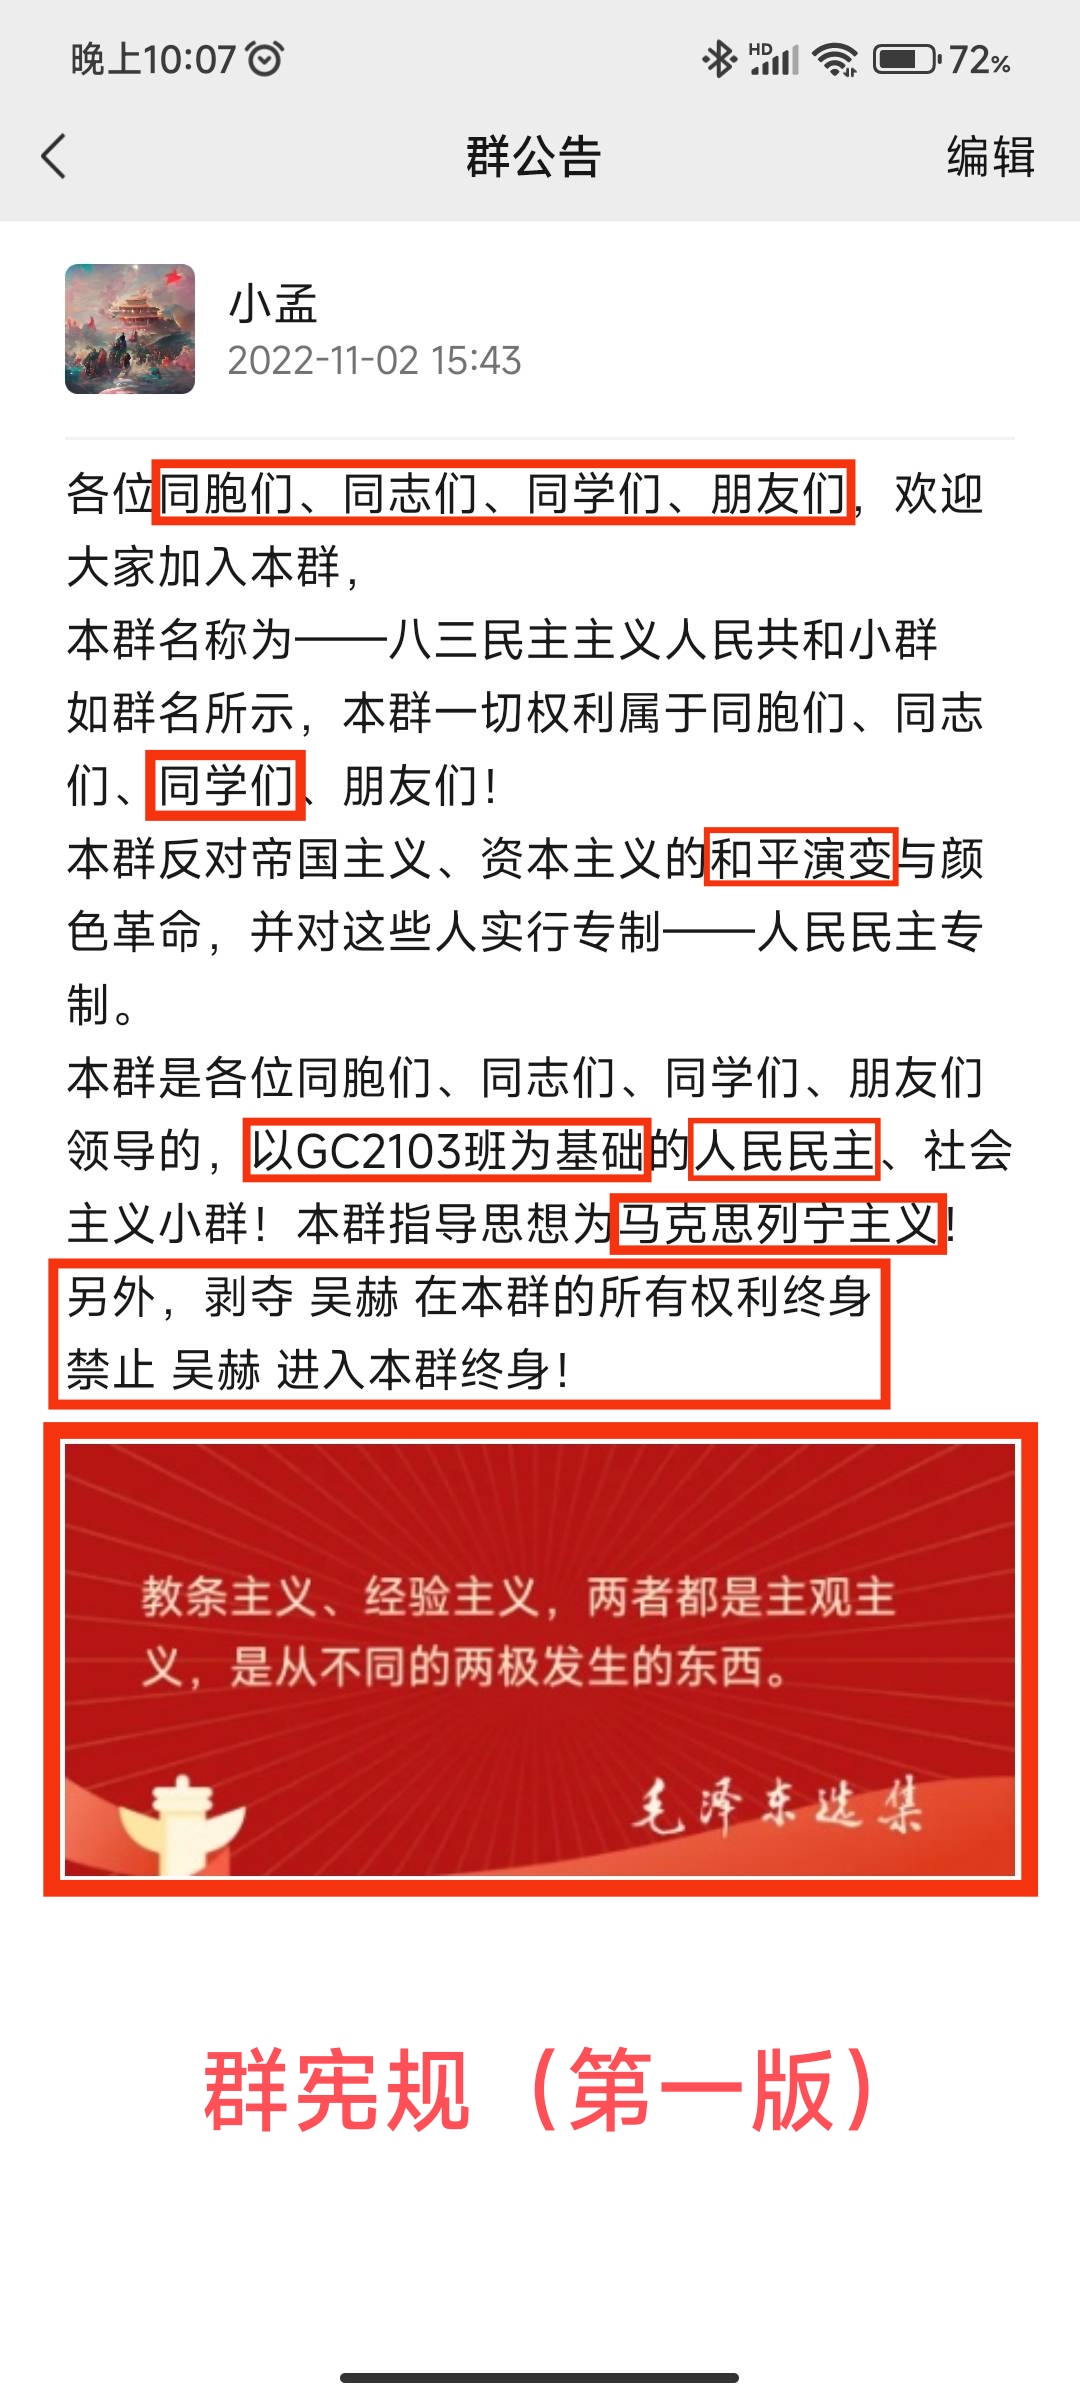 晚上10:07
HD
72%
群公告
编辑
小孟
2022-11-02 15:43
各位同胞们、同志们、同学们、朋友们，欢迎
大家加入本群，
本群名称为——八三民主主义人民共和小群
如群名所示，本群一切权利属于同胞们、同志
们、同学们、朋友们！
本群反对帝国主义、资本主义的和平演变与颜
色革命，并对这些人实行专制——人民民主专
制。
本群是各位同胞们、同志们、同学们、朋友们
领导的，以GC2103班为基础的人民民主、社会
主义小群！本群指导思想为马克思列宁主义！
另外，剥夺 吴赫 在本群的所有权利终身
禁止 吴赫 进入本群终身！
教条主义、经验主义，两者都是主观主
义，是从不同的两极发生的东西。
毛泽东选集
群宪规（第一版）